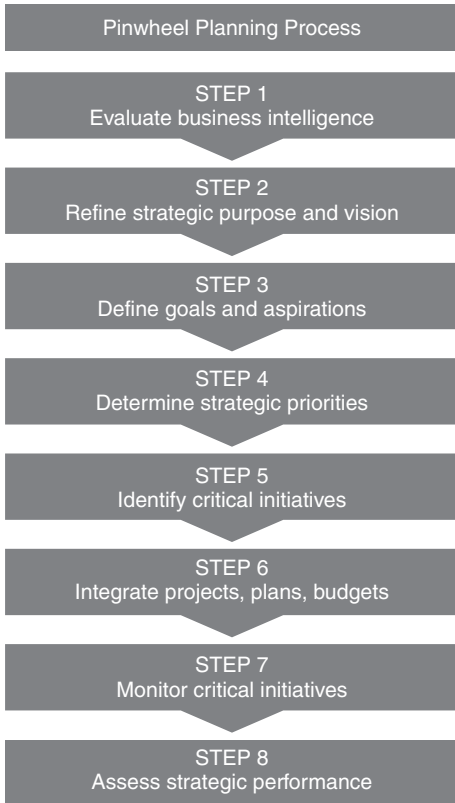 Pinwheel Planning Process
STEP 1
Evaluate business intelligence
STEP 2
Refine strategic purpose and vision
STEP 3
Define goals and aspirations
STEP 4
Determine strategic priorities
STEP 5
Identify critical initiatives
STEP 6
Integrate projects, plans, budgets
STEP 7
Monitor critical initiatives
STEP 8
Assess strategic performance